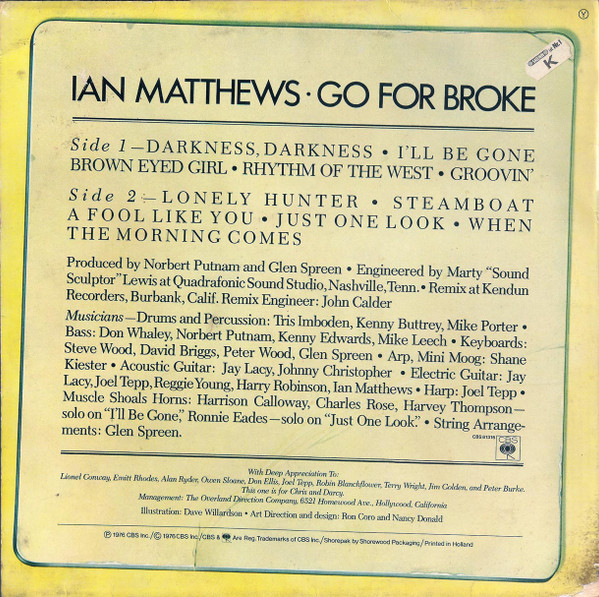 Y
Nr.1
K
IAN MATTHEWS · GO FOR BROKE
Side 1—DARKNESS, DARKNESS • I'LL BE GONE
BROWN EYED GIRL • RHYTHM OF THE WEST • GROOVIN'
Side 2—LONELY HUNTER • STEAMBOAT
A FOOL LIKE YOU • JUST ONE LOOK • WHEN
THE MORNING COMES
Produced by Norbert Putnam and Glen Spreen • Engineered by Marty "Sound
Sculptor" Lewis at Quadrafonic Sound Studio, Nashville, Tenn. • Remix at Kendun
Recorders, Burbank, Calif. Remix Engineer: John Calder
Musicians—Drums and Percussion: Tris Imboden, Kenny Buttrey, Mike Porter •
Bass: Don Whaley, Norbert Putnam, Kenny Edwards, Mike Leech • Keyboards:
Steve Wood, David Briggs, Peter Wood, Glen Spreen • Arp, Mini Moog: Shane
Kiester • Acoustic Guitar: Jay Lacy, Johnny Christopher • Electric Guitar: Jay
Lacy, Joel Tepp, Reggie Young, Harry Robinson, Ian Matthews • Harp: Joel Tepp •
Muscle Shoals Horns: Harrison Calloway, Charles Rose, Harvey Thompson—
solo on "I'll Be Gone," Ronnie Eades—solo on "Just One Look." • String Arrange-
ments: Glen Spreen.
CBS 81316
CBS
With Deep Appreciation To:
Lionel Conway, Emitt Rhodes, Alan Ryder, Owen Sloane, Don Ellis, Joel Tepp, Robin Blanchflower, Terry Wright, Jim Golden, and Peter Burke.
This one is for Chris and Darcy.
Management: The Overland Direction Company, 6521 Homewood Ave., Hollywood, California
Illustration: Dave Willardson • Art Direction and design: Ron Coro and Nancy Donald
℗ 1976 CBS Inc./© 1976 CBS Inc./CBS & Are Reg. Trademarks of CBS Inc./Shorepak by Shorewood Packaging/Printed in Holland